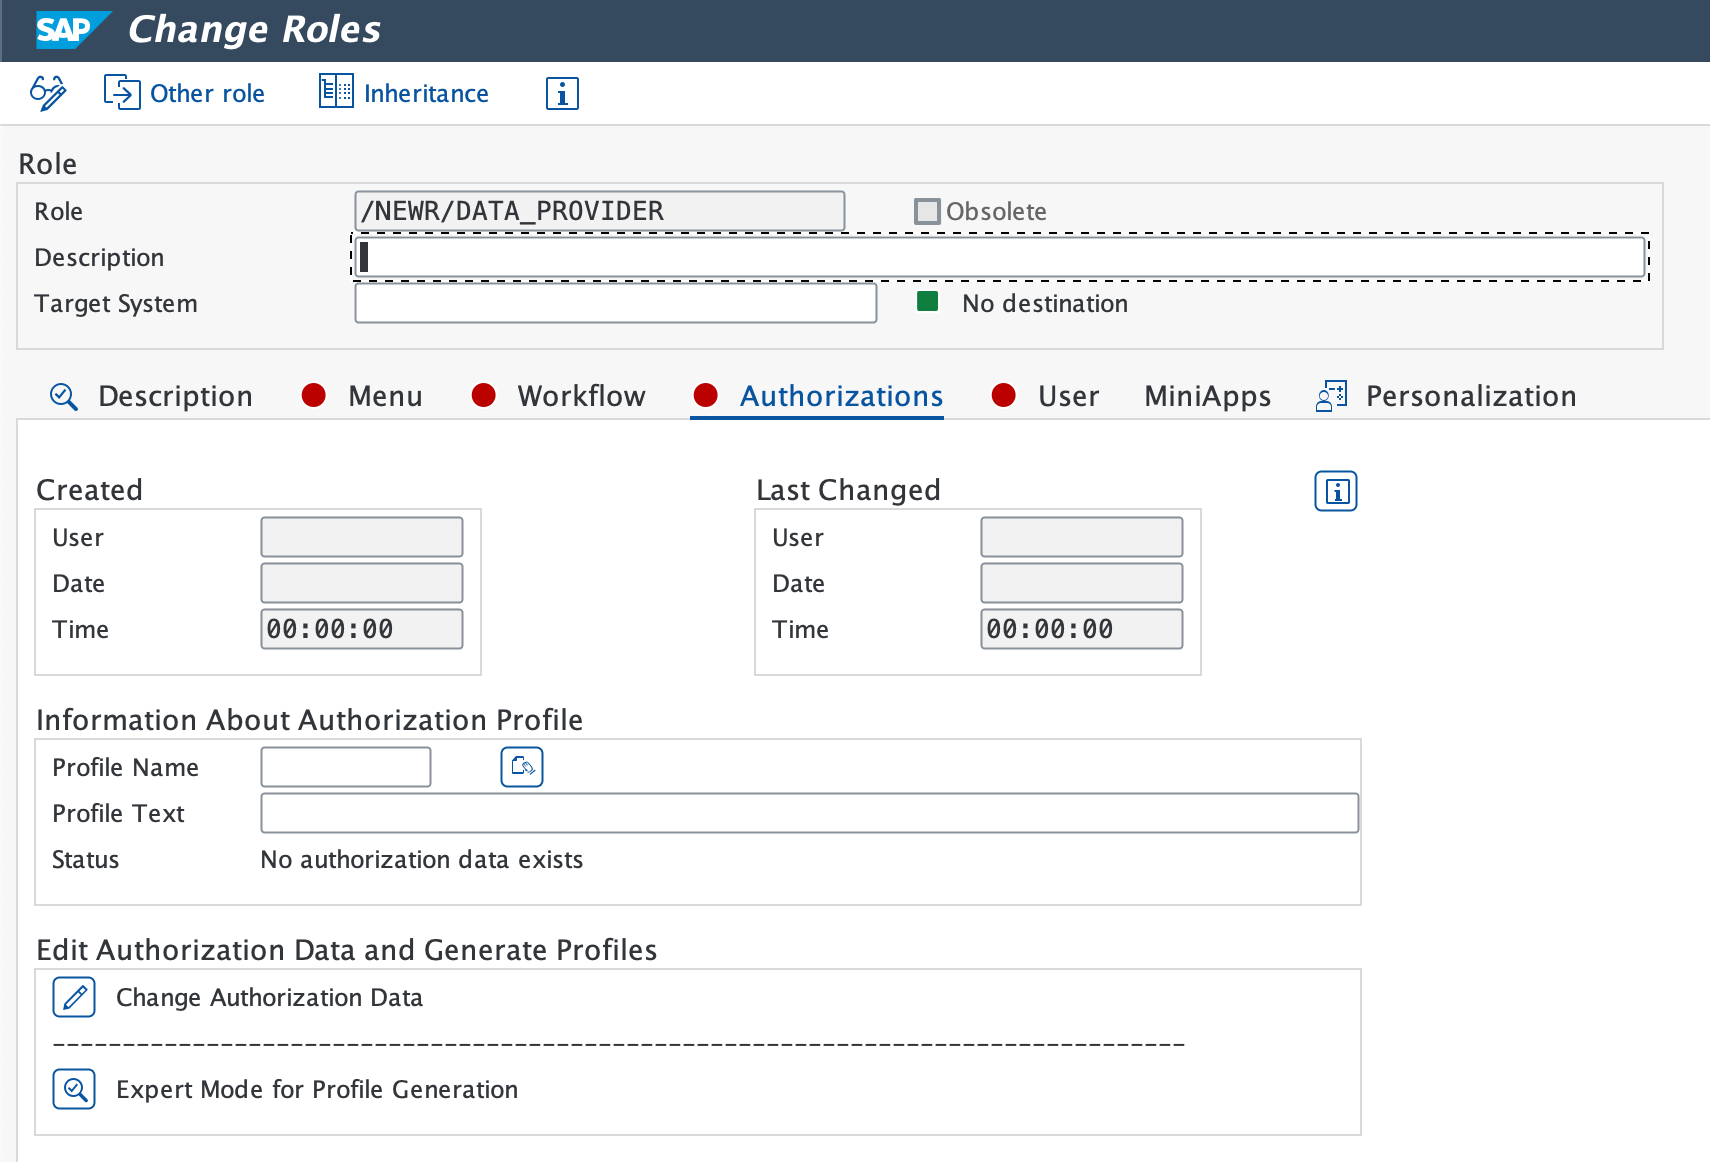 SAP Change Roles
Other role Inheritance
Role
Role /NEWR/DATA_PROVIDER Obsolete
Description
Target System No destination
Description Menu Workflow Authorizations User MiniApps Personalization
Created Last Changed
User User
Date Date
Time 00:00:00 Time 00:00:00
Information About Authorization Profile
Profile Name
Profile Text
Status No authorization data exists
Edit Authorization Data and Generate Profiles
Change Authorization Data
Expert Mode for Profile Generation